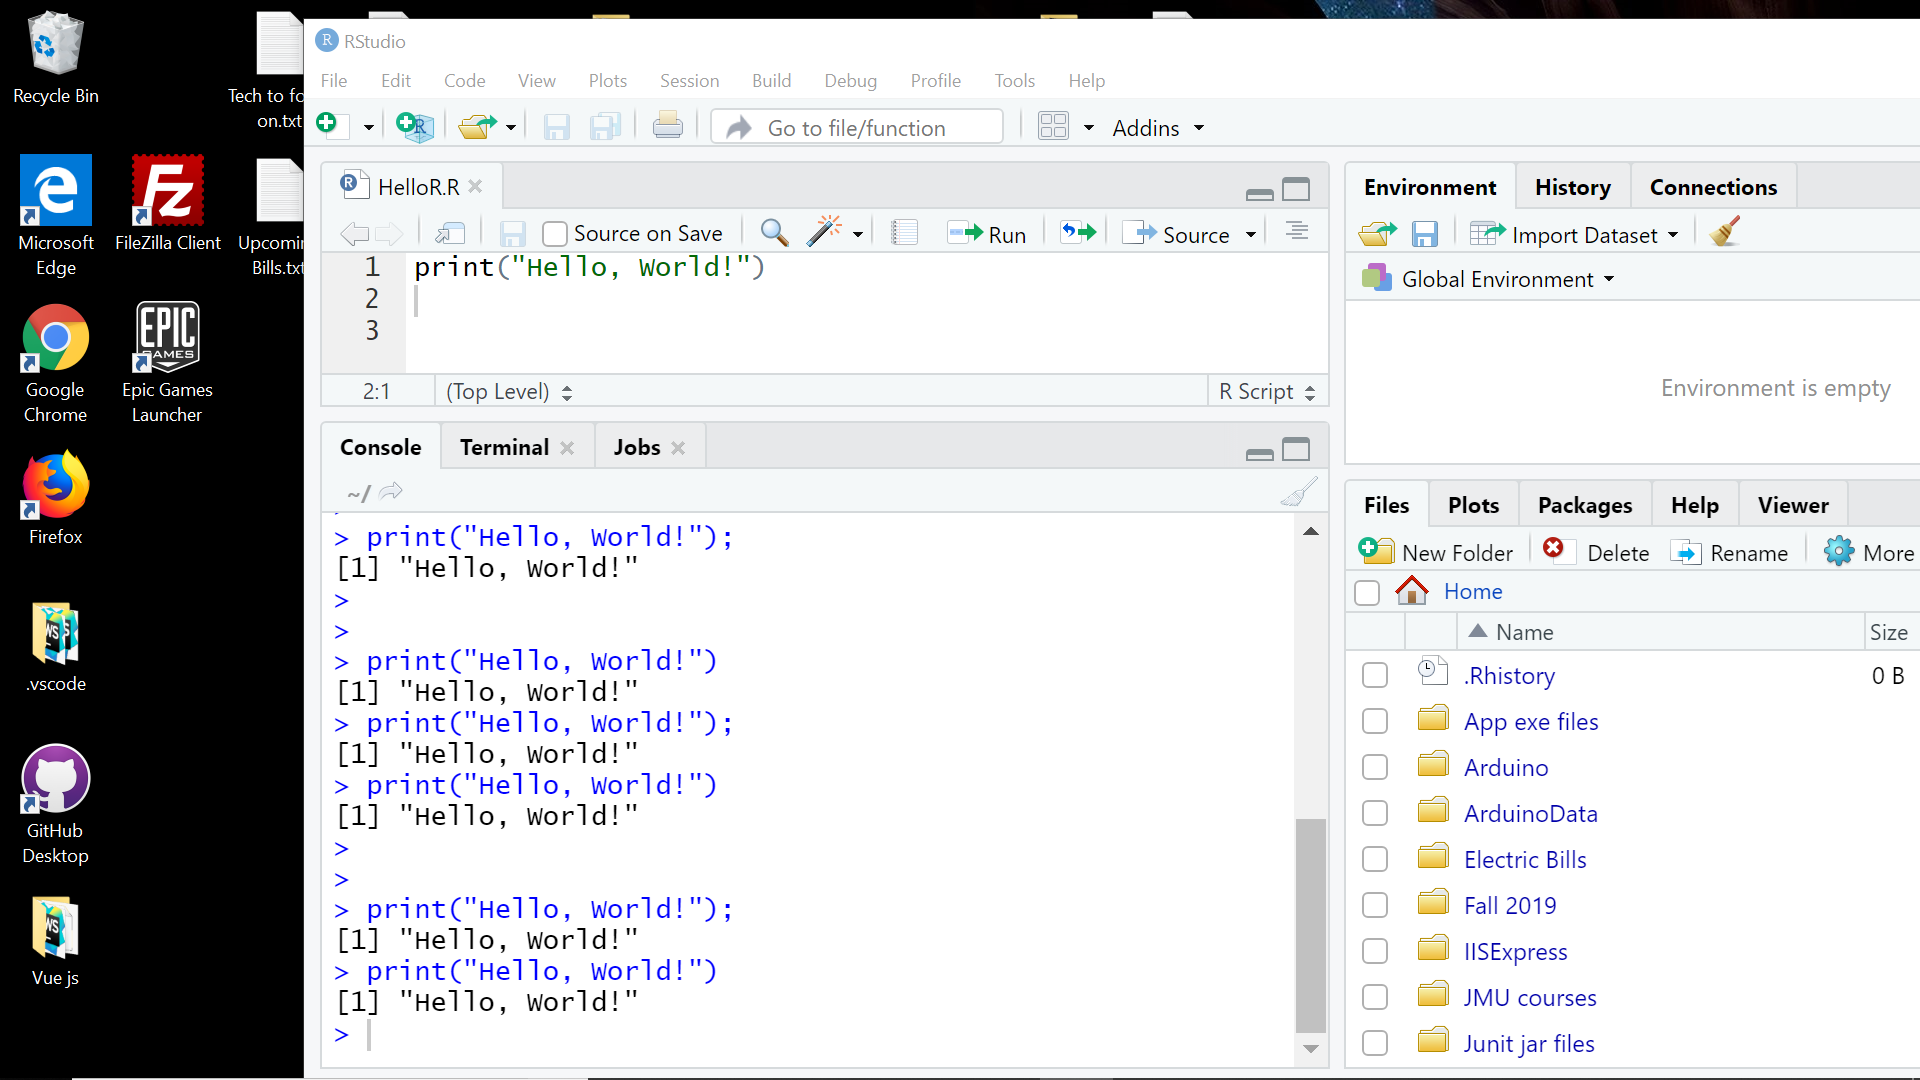 Recycle Bin
Tech to fo
on.txt
Microsoft
Edge
FileZilla Client
Upcomin
Bills.txt
Google
Chrome
EPIC
GAMES
Epic Games
Launcher
Firefox
.vscode
GitHub
Desktop
Vue js
RStudio
File Edit Code View Plots Session Build Debug Profile Tools Help
Go to file/function
Addins
HelloR.R
Source on Save
Run
Source
1 print("Hello, World!")
2
3
2:1 (Top Level) R Script
Console Terminal Jobs
~/
> print("Hello, World!");
[1] "Hello, World!"
>
>
> print("Hello, World!")
[1] "Hello, World!"
> print("Hello, World!");
[1] "Hello, World!"
> print("Hello, World!")
[1] "Hello, World!"
>
>
> print("Hello, World!");
[1] "Hello, World!"
> print("Hello, World!")
[1] "Hello, World!"
>
Environment History Connections
Import Dataset
Global Environment
Environment is empty
Files Plots Packages Help Viewer
New Folder Delete Rename More
Home
Name Size
.Rhistory 0 B
App exe files
Arduino
ArduinoData
Electric Bills
Fall 2019
IISExpress
JMU courses
Junit jar files